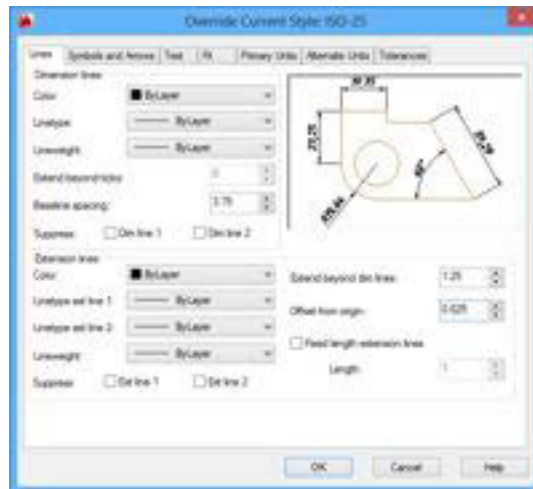 Override Current Style: ISO-25
Lines Symbols and Arrows Text Fit Primary Units Alternate Units Tolerances
Dimension lines
Color: ByLayer
Linetype: ByLayer
Lineweight: ByLayer
Extend beyond ticks: 0
Baseline spacing: 3.75
Suppress: Dim line 1 Dim line 2
Extension lines
Color: ByLayer
Linetype ext line 1: ByLayer
Linetype ext line 2: ByLayer
Lineweight: ByLayer
Suppress: Ext line 1 Ext line 2
Extend beyond dim lines: 1.25
Offset from origin: 0.625
Fixed length extension lines
Length: 1
OK Cancel Help